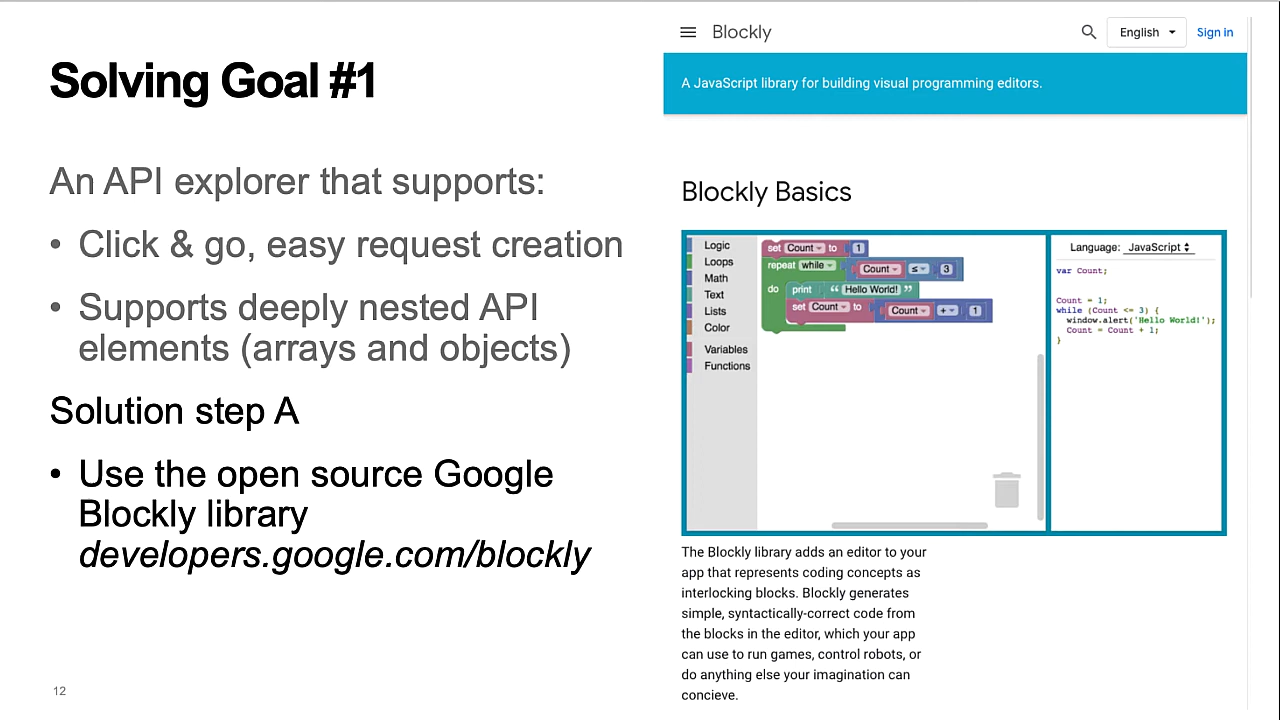 Solving Goal #1
An API explorer that supports:
• Click & go, easy request creation
• Supports deeply nested API
elements (arrays and objects)
Solution step A
• Use the open source Google
Blockly library
developers.google.com/blockly
12
Blockly
English
Sign in
A JavaScript library for building visual programming editors.
Blockly Basics
Logic
Loops
Math
Text
Lists
Color
Variables
Functions
set Count to 1
repeat while Count ≤ 3
do print “ Hello World! ”
set Count to Count + 1
Language: JavaScript
var Count;
Count = 1;
while (Count <= 3) {
window.alert('Hello World!');
Count = Count + 1;
}
The Blockly library adds an editor to your
app that represents coding concepts as
interlocking blocks. Blockly generates
simple, syntactically-correct code from
the blocks in the editor, which your app
can use to run games, control robots, or
do anything else your imagination can
concieve.